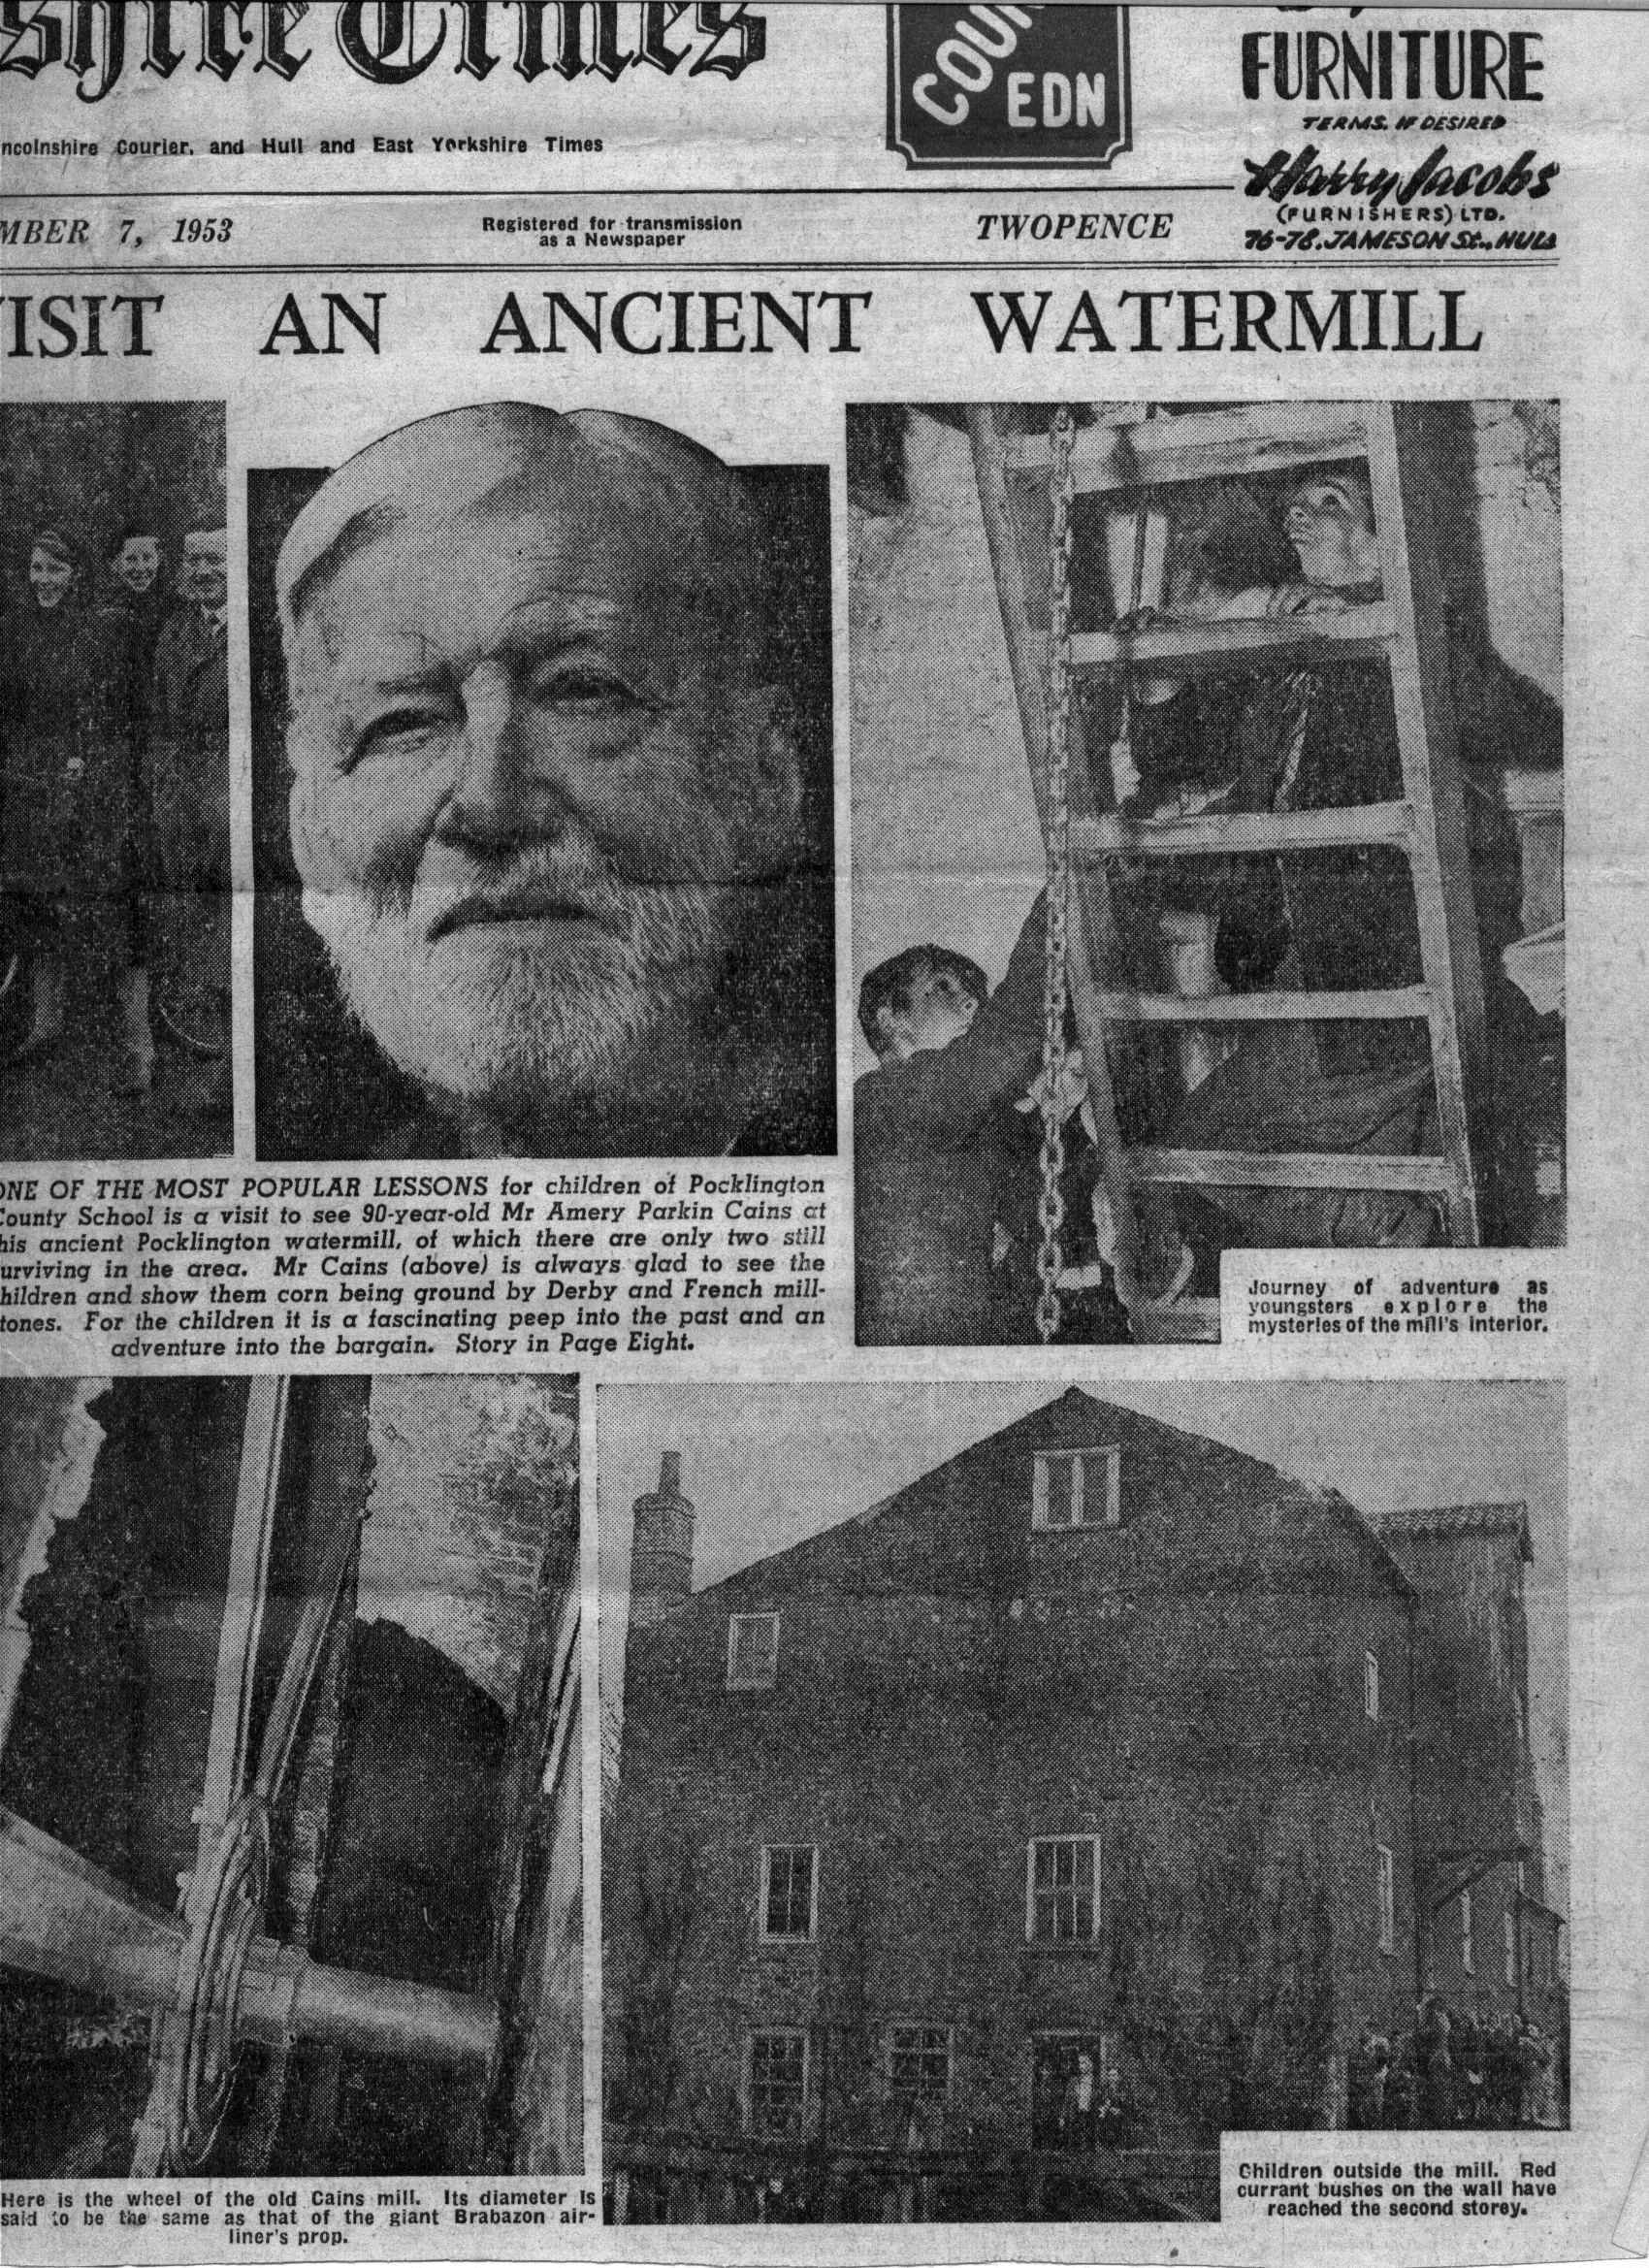 shire Times
COUN
EDN
FURNITURE
TERMS. IF DESIRED
Harry Jacobs
(FURNISHERS) LTD.
76-78, JAMESON St., HULL
ncolnshire Courier, and Hull and East Yorkshire Times
MBER 7, 1953
Registered for transmission
as a Newspaper
TWOPENCE
ISIT AN ANCIENT WATERMILL
ONE OF THE MOST POPULAR LESSONS for children of Pocklington
County School is a visit to see 90-year-old Mr Amery Parkin Cains at
his ancient Pocklington watermill, of which there are only two still
urviving in the area. Mr Cains (above) is always glad to see the
hildren and show them corn being ground by Derby and French mill-
tones. For the children it is a fascinating peep into the past and an
adventure into the bargain. Story in Page Eight.
Journey of adventure as
youngsters explore the
mysteries of the mill's interior.
Here is the wheel of the old Cains mill. Its diameter is
said to be the same as that of the giant Brabazon air-
liner's prop.
Children outside the mill. Red
currant bushes on the wall have
reached the second storey.